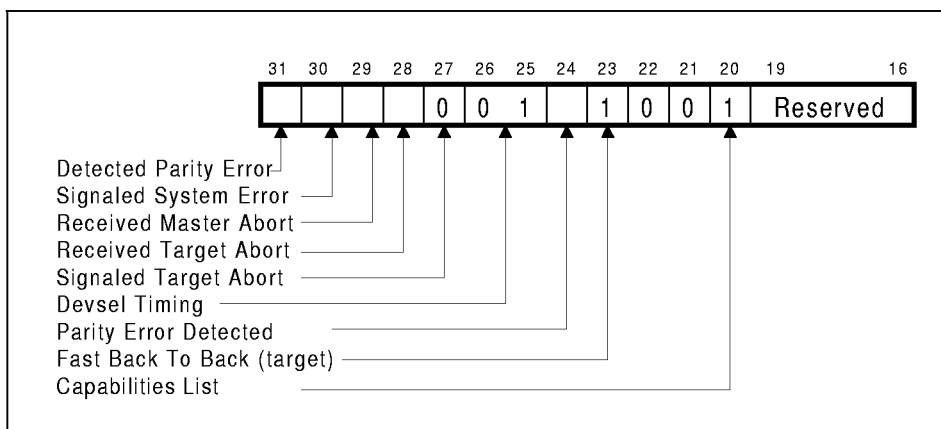 31 30 29 28 27 26 25 24 23 22 21 20 19 16
0 0 1 1 0 0 1 Reserved
Detected Parity Error
Signaled System Error
Received Master Abort
Received Target Abort
Signaled Target Abort
Devsel Timing
Parity Error Detected
Fast Back To Back (target)
Capabilities List